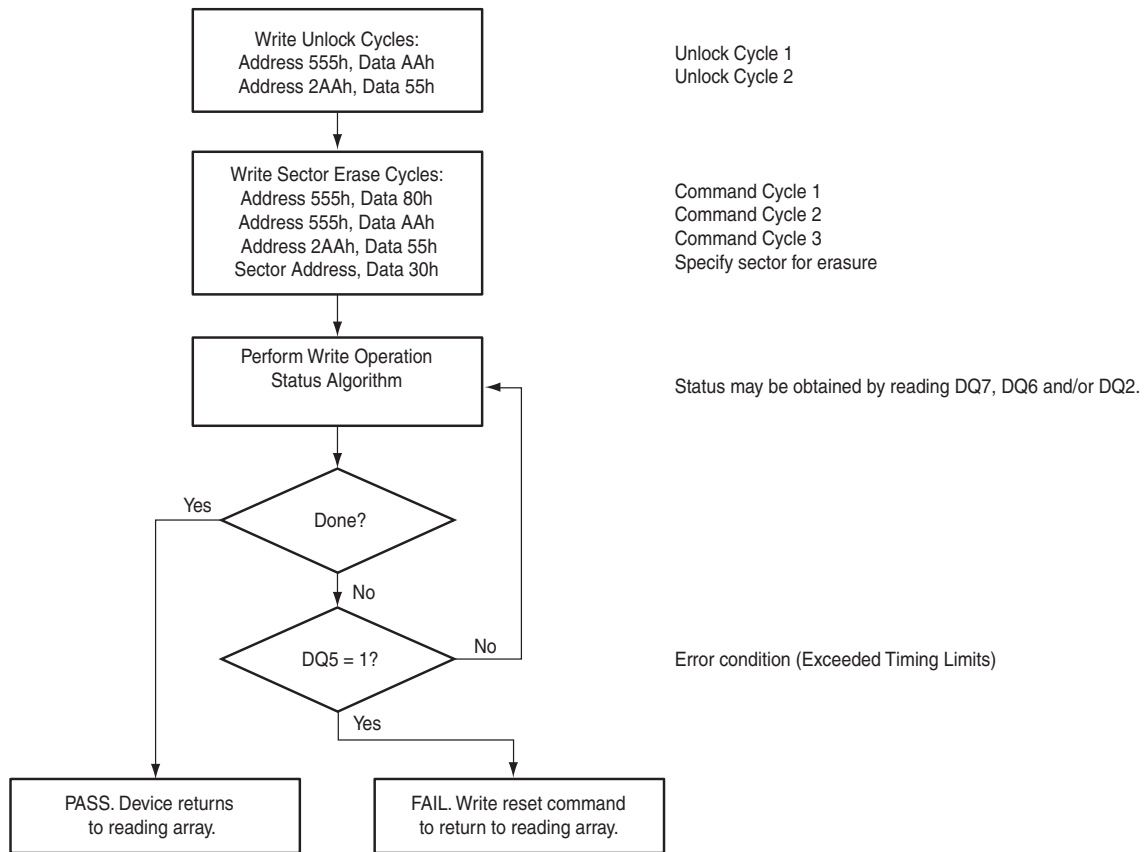 Write Unlock Cycles:
Address 555h, Data AAh
Address 2AAh, Data 55h
Unlock Cycle 1
Unlock Cycle 2
Write Sector Erase Cycles:
Address 555h, Data 80h
Address 555h, Data AAh
Address 2AAh, Data 55h
Sector Address, Data 30h
Command Cycle 1
Command Cycle 2
Command Cycle 3
Specify sector for erasure
Perform Write Operation
Status Algorithm
Status may be obtained by reading DQ7, DQ6 and/or DQ2.
Yes
Done?
No
DQ5 = 1?
No
Error condition (Exceeded Timing Limits)
Yes
PASS. Device returns
to reading array.
FAIL. Write reset command
to return to reading array.